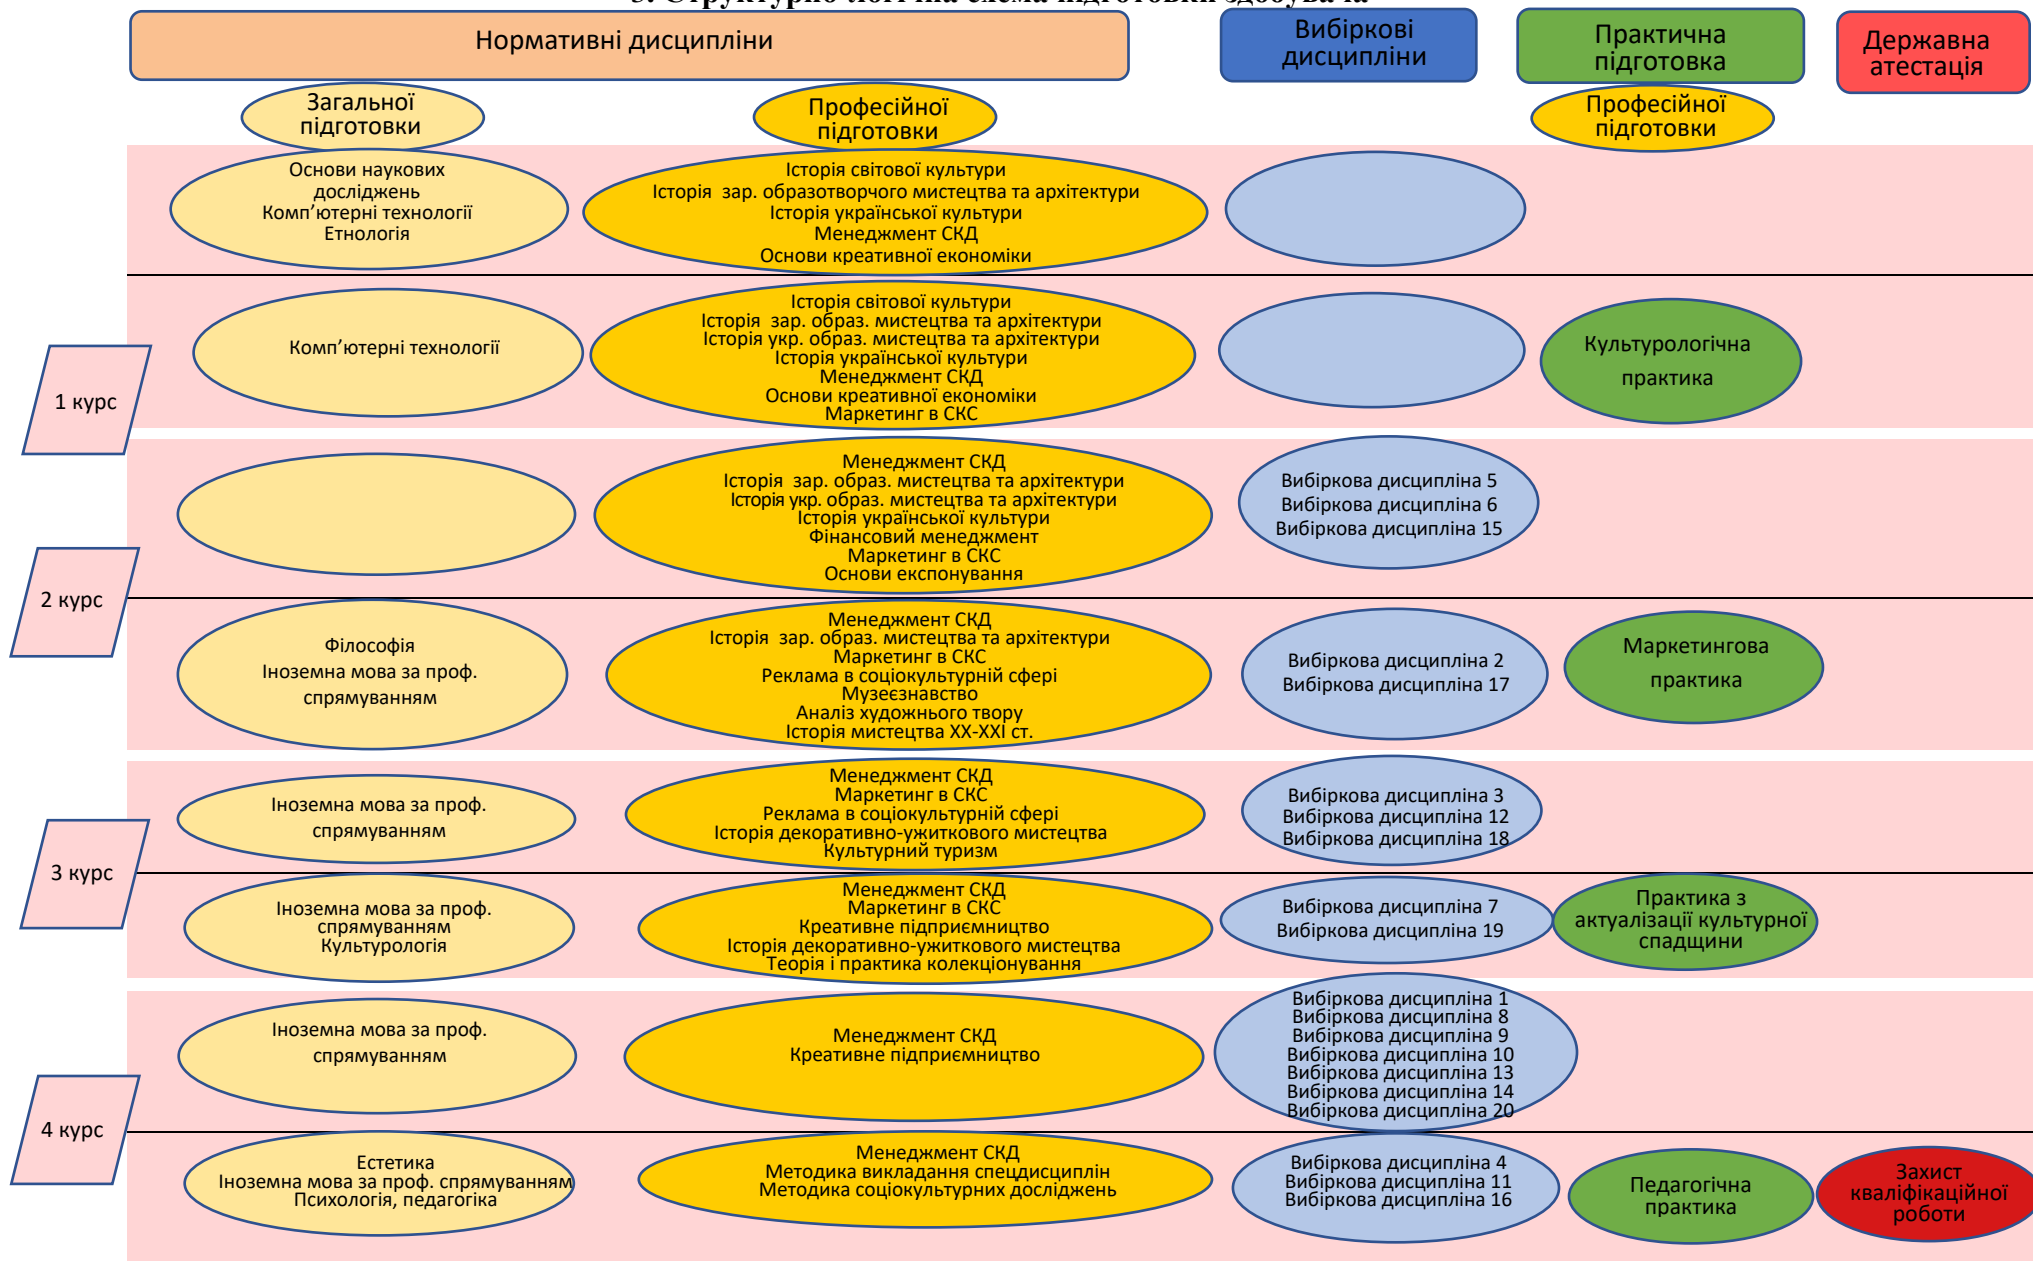 3. Структурно-логічна схема підготовки здобувача
Нормативні дисципліни
Вибіркові
дисципліни
Практична
підготовка
Державна
атестація
Загальної
підготовки
Професійної
підготовки
Професійної
підготовки
Основи наукових
досліджень
Комп’ютерні технології
Етнологія
Історія світової культури
Історія зар. образотворчого мистецтва та архітектури
Історія української культури
Менеджмент СКД
Основи креативної економіки
1 курс
Комп’ютерні технології
Історія світової культури
Історія зар. образ. мистецтва та архітектури
Історія укр. образ. мистецтва та архітектури
Історія української культури
Менеджмент СКД
Основи креативної економіки
Маркетинг в СКС
Культурологічна
практика
Менеджмент СКД
Історія зар. образ. мистецтва та архітектури
Історія укр. образ. мистецтва та архітектури
Історія української культури
Фінансовий менеджмент
Маркетинг в СКС
Основи експонування
Вибіркова дисципліна 5
Вибіркова дисципліна 6
Вибіркова дисципліна 15
2 курс
Філософія
Іноземна мова за проф.
спрямуванням
Менеджмент СКД
Історія зар. образ. мистецтва та архітектури
Маркетинг в СКС
Реклама в соціокультурній сфері
Музеєзнавство
Аналіз художнього твору
Історія мистецтва ХХ-ХХІ ст.
Вибіркова дисципліна 2
Вибіркова дисципліна 17
Маркетингова
практика
Іноземна мова за проф.
спрямуванням
Менеджмент СКД
Маркетинг в СКС
Реклама в соціокультурній сфері
Історія декоративно-ужиткового мистецтва
Культурний туризм
Вибіркова дисципліна 3
Вибіркова дисципліна 12
Вибіркова дисципліна 18
3 курс
Іноземна мова за проф.
спрямуванням
Культурологія
Менеджмент СКД
Маркетинг в СКС
Креативне підприємництво
Історія декоративно-ужиткового мистецтва
Теорія і практика колекціонування
Вибіркова дисципліна 7
Вибіркова дисципліна 19
Практика з
актуалізації культурної
спадщини
Іноземна мова за проф.
спрямуванням
Менеджмент СКД
Креативне підприємництво
Вибіркова дисципліна 1
Вибіркова дисципліна 8
Вибіркова дисципліна 9
Вибіркова дисципліна 10
Вибіркова дисципліна 13
Вибіркова дисципліна 14
Вибіркова дисципліна 20
4 курс
Естетика
Іноземна мова за проф. спрямуванням
Психологія, педагогіка
Менеджмент СКД
Методика викладання спецдисциплін
Методика соціокультурних досліджень
Вибіркова дисципліна 4
Вибіркова дисципліна 11
Вибіркова дисципліна 16
Педагогічна
практика
Захист
кваліфікаційної
роботи